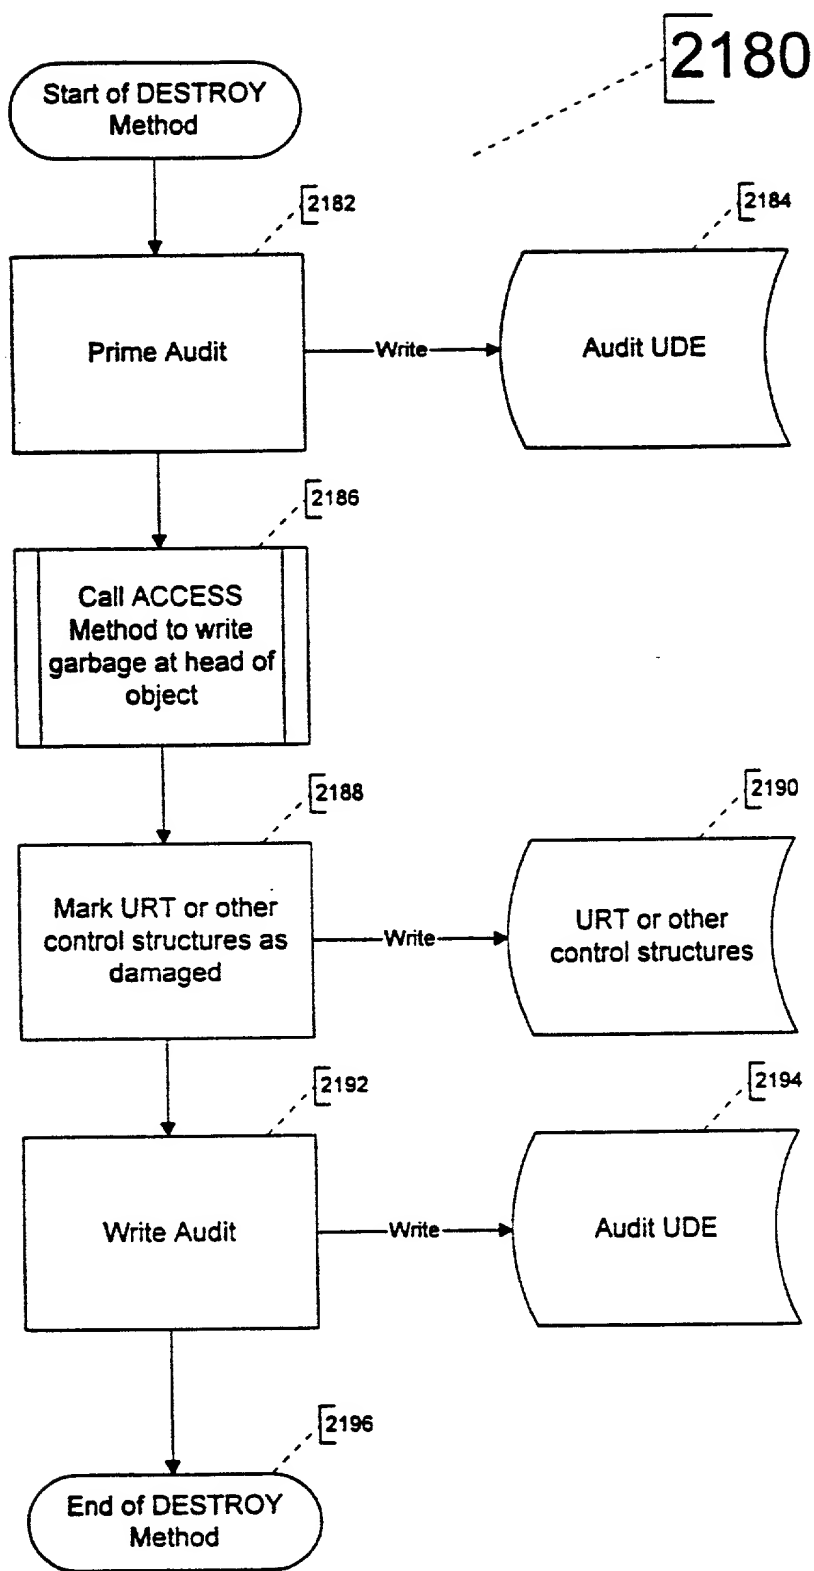 2180
Start of DESTROY
Method
2182
2184
Prime Audit
Write
Audit UDE
2186
Call ACCESS
Method to write
garbage at head of
object
2188
2190
Mark URT or other
control structures as
damaged
Write
URT or other
control structures
2192
2194
Write Audit
Write
Audit UDE
2196
End of DESTROY
Method